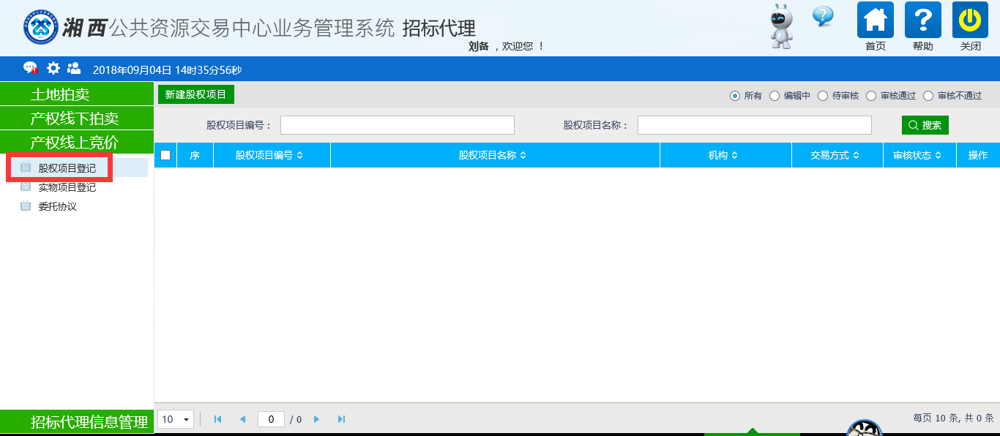 湘西公共资源交易中心业务管理系统 招标代理
刘备 ，欢迎您 ！
首页 帮助 关闭
2018年09月04日 14时35分56秒
土地拍卖
产权线下拍卖
产权线上竞价
股权项目登记
实物项目登记
委托协议
招标代理信息管理
新建股权项目
所有 编辑中 待审核 审核通过 审核不通过
股权项目编号： 股权项目名称： 搜索
序 股权项目编号 股权项目名称 机构 交易方式 审核状态 操作
10 0 / 0 每页 10 条, 共 0 条